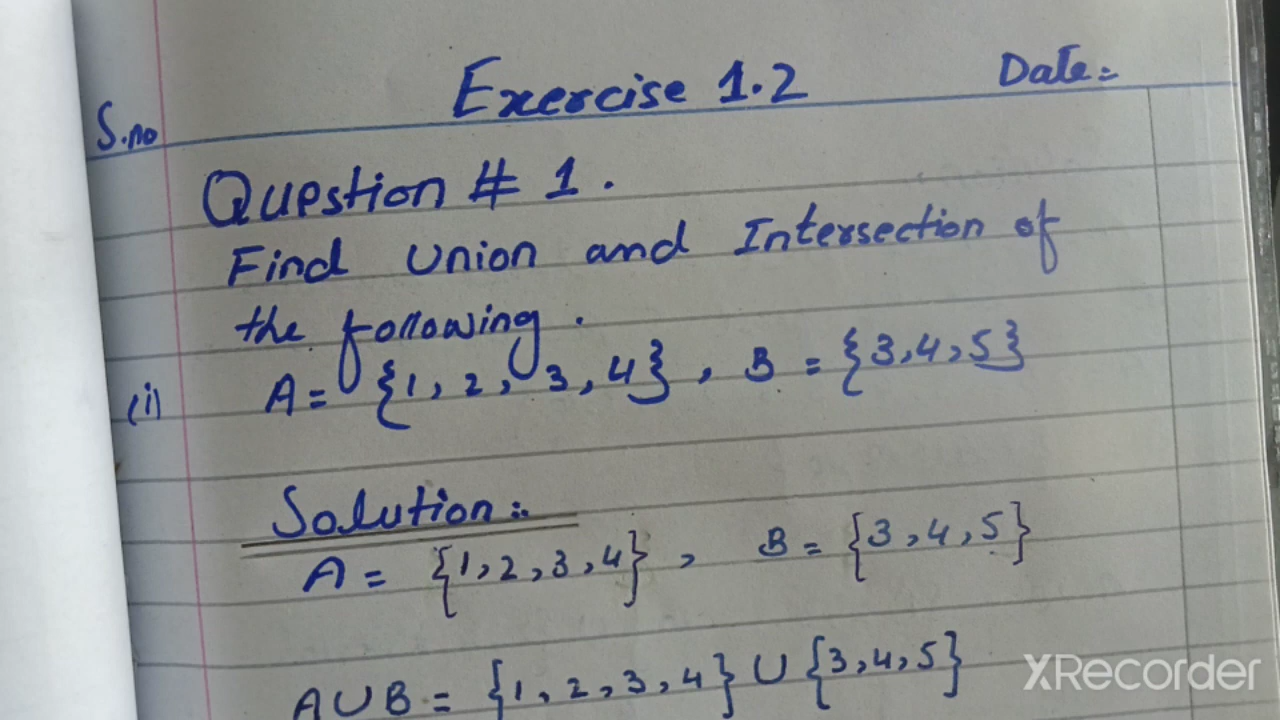 Exercise 1.2 Date=
S.no
Question # 1.
Find Union and Intersection of
the following.
(i) A = {1, 2, 3, 4}, B = {3, 4, 5}
Solution:.
A = {1, 2, 3, 4}, B = {3, 4, 5}
A∪B = {1, 2, 3, 4} ∪ {3, 4, 5}
XRecorder